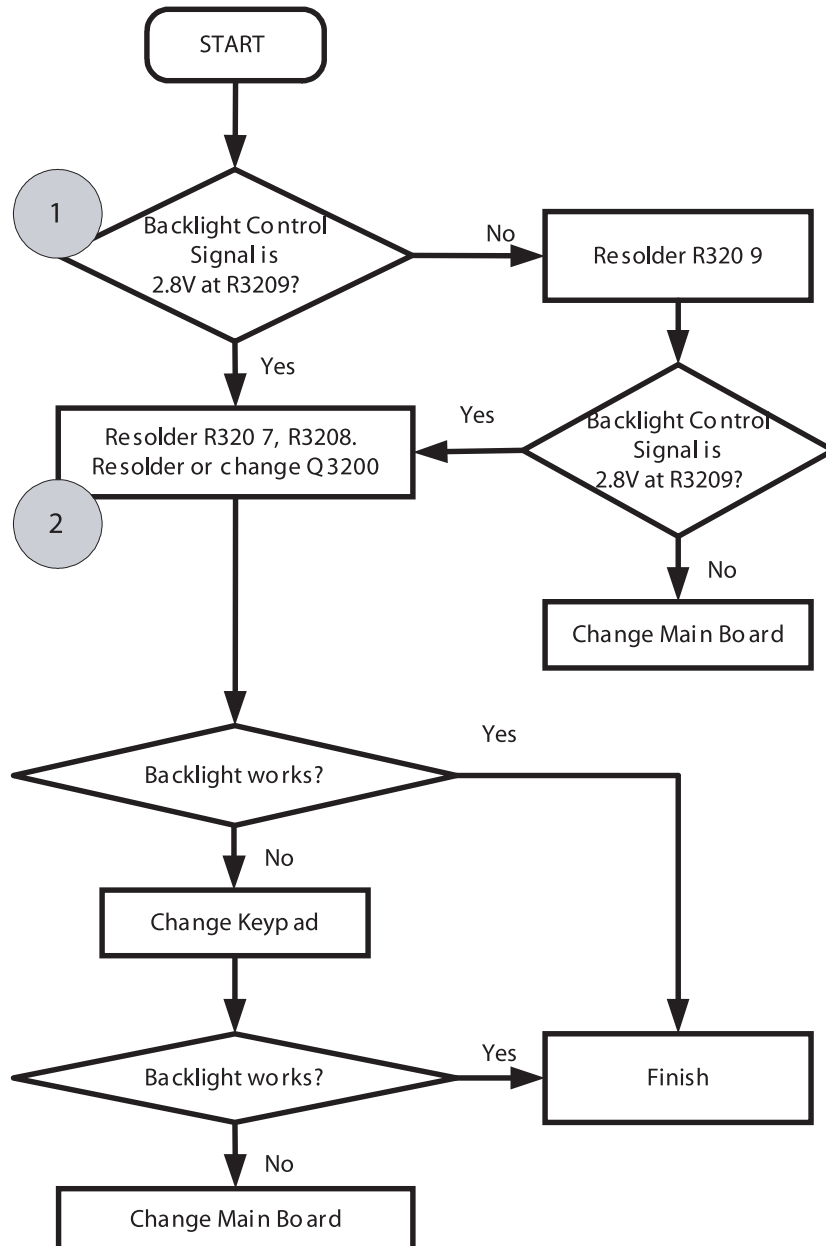 START
1
Backlight Control
Signal is
2.8V at R3209?
No
Resolder R320 9
Yes
Resolder R320 7, R3208.
Resolder or change Q3200
2
Yes
Backlight Control
Signal is
2.8V at R3209?
No
Change Main Board
Backlight works?
Yes
No
Change Keypad
Backlight works?
Yes
Finish
No
Change Main Board